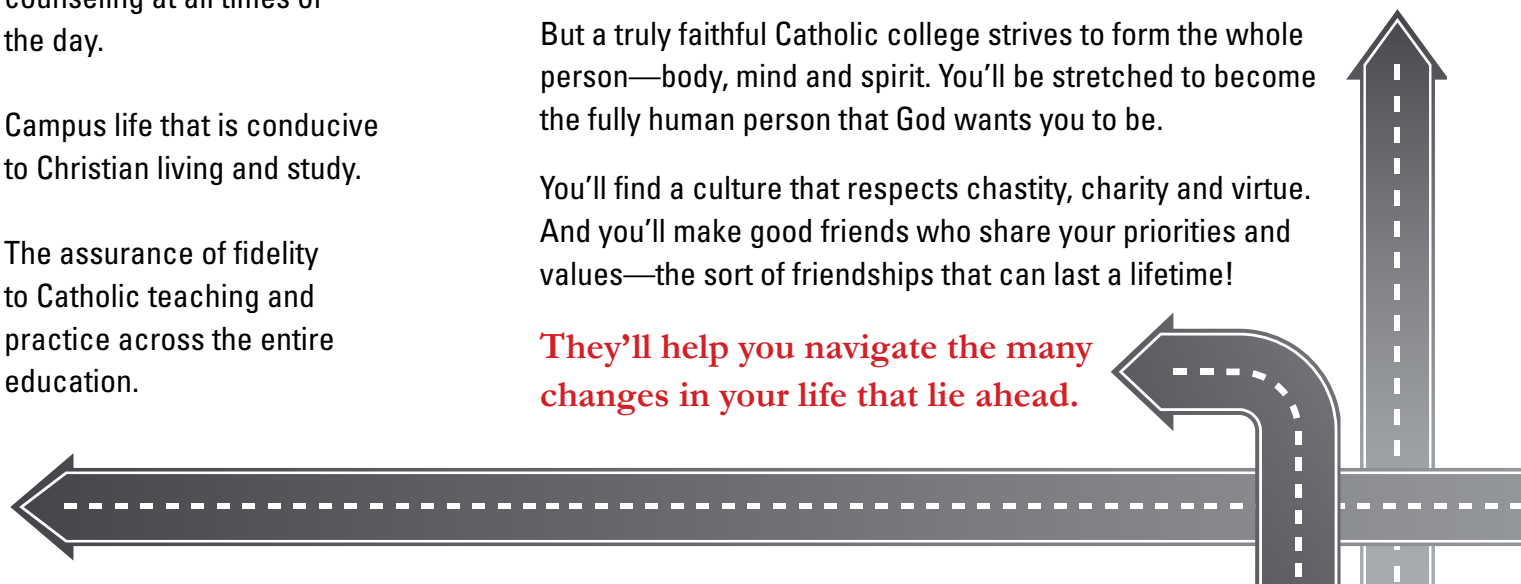 counseling at all times of
the day.
Campus life that is conducive
to Christian living and study.
The assurance of fidelity
to Catholic teaching and
practice across the entire
education.
But a truly faithful Catholic college strives to form the whole
person—body, mind and spirit. You’ll be stretched to become
the fully human person that God wants you to be.
You’ll find a culture that respects chastity, charity and virtue.
And you’ll make good friends who share your priorities and
values—the sort of friendships that can last a lifetime!
They’ll help you navigate the many
changes in your life that lie ahead.